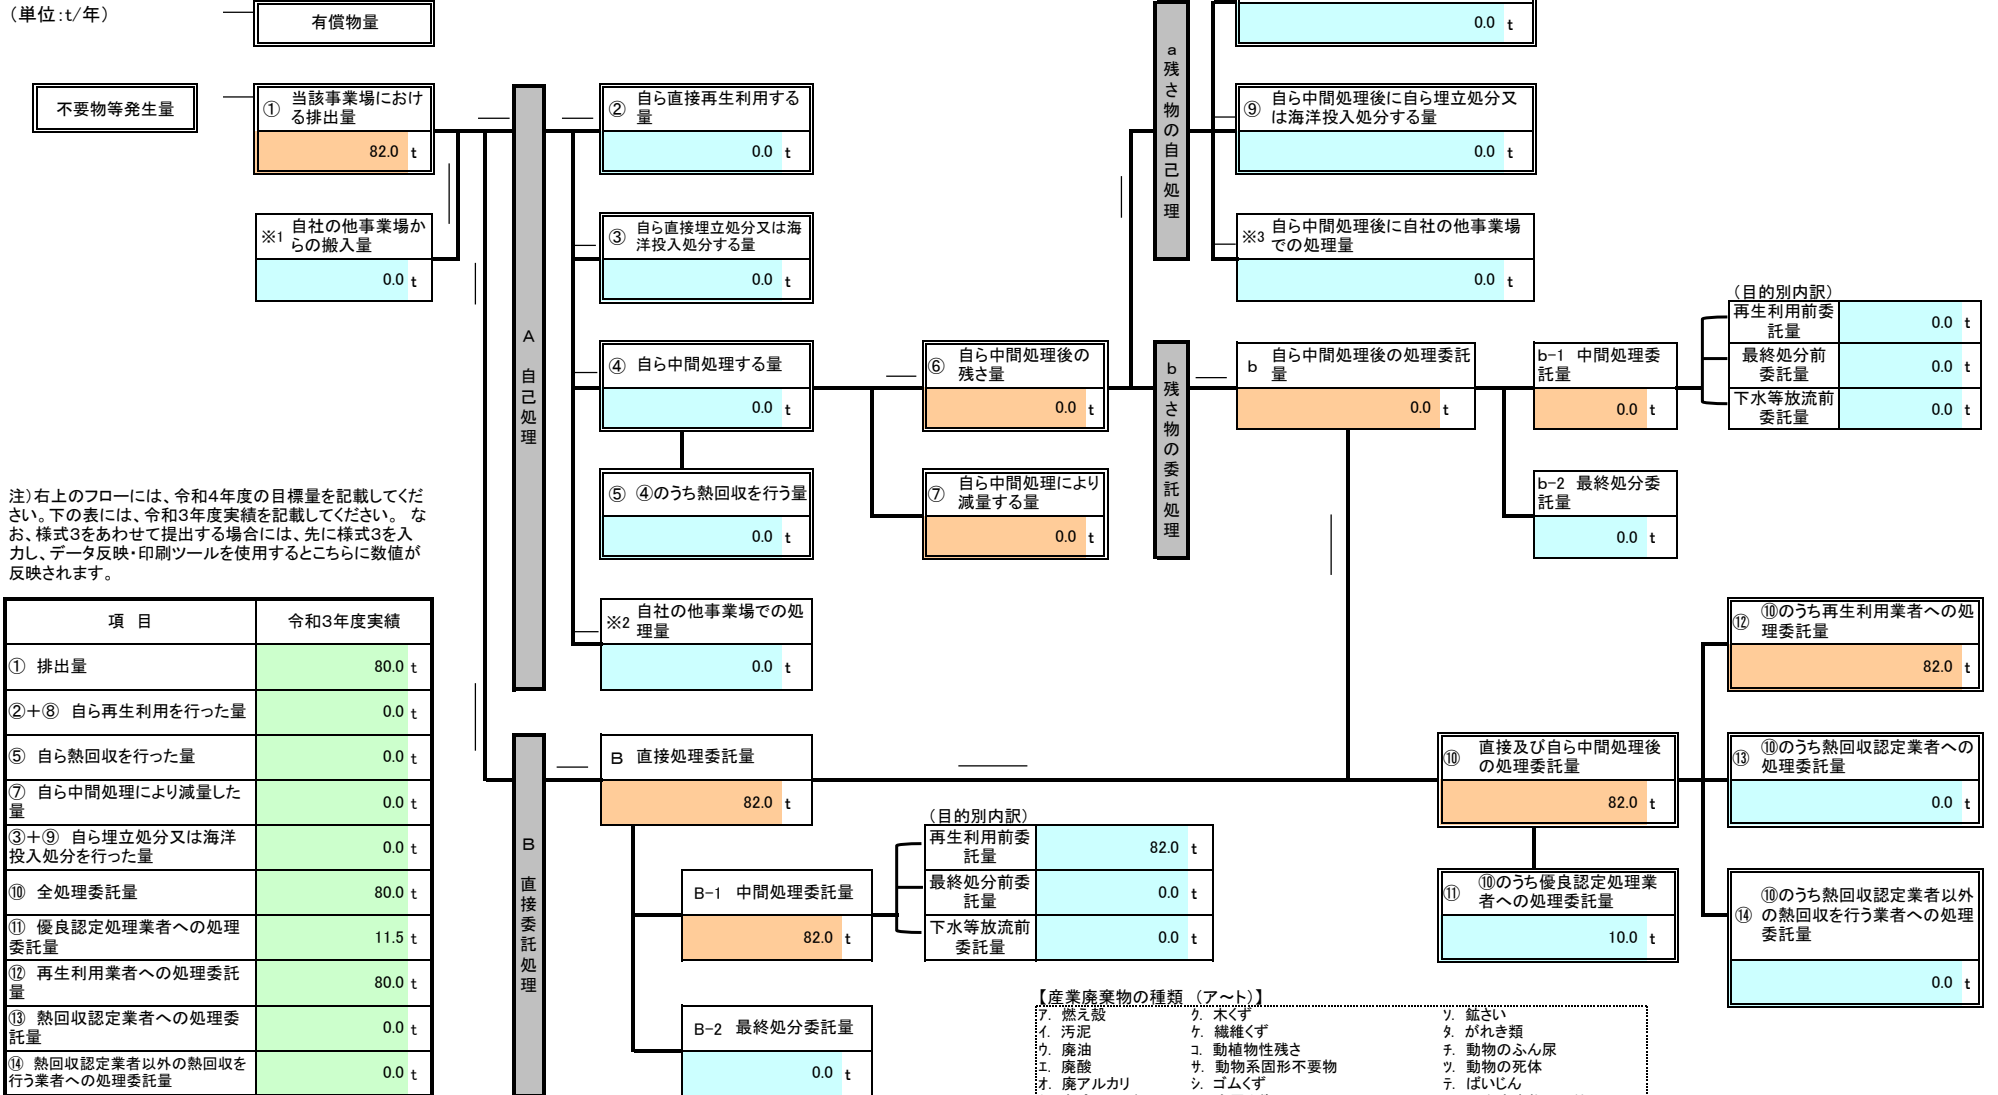 （単位：t/年）
有償物量
0.0 t
不要物等発生量
① 当該事業場におけ
る排出量
82.0 t
※1 自社の他事業場か
らの搬入量
0.0 t
A 自己処理
② 自ら直接再生利用する
量
0.0 t
③ 自ら直接埋立処分又は海
洋投入処分する量
0.0 t
④ 自ら中間処理する量
0.0 t
⑤ ④のうち熱回収を行う量
0.0 t
※2 自社の他事業場での処
理量
0.0 t
⑥ 自ら中間処理後の
残さ量
0.0 t
⑦ 自ら中間処理により
減量する量
0.0 t
a 残さ物の自己処理
⑨ 自ら中間処理後に自ら埋立処分又
は海洋投入処分する量
0.0 t
※3 自ら中間処理後に自社の他事業場
での処理量
0.0 t
b 残さ物の委託処理
b 自ら中間処理後の処理委託
量
0.0 t
b-1 中間処理委
託量
0.0 t
（目的別内訳）
再生利用前委
託量
0.0 t
最終処分前
委託量
0.0 t
下水等放流前
委託量
0.0 t
b-2 最終処分委
託量
0.0 t
注）右上のフローには、令和４年度の目標量を記載してくだ
さい。下の表には、令和３年度実績を記載してください。 な
お、様式３をあわせて提出する場合には、先に様式３を入
力し、データ反映・印刷ツールを使用するとこちらに数値が
反映されます。
項 目 令和３年度実績
① 排出量 80.0 t
②＋⑧ 自ら再生利用を行った量 0.0 t
⑤ 自ら熱回収を行った量 0.0 t
⑦ 自ら中間処理により減量した
量 0.0 t
③＋⑨ 自ら埋立処分又は海洋
投入処分を行った量 0.0 t
⑩ 全処理委託量 80.0 t
⑪ 優良認定処理業者への処理
委託量 11.5 t
⑫ 再生利用業者への処理委託
量 80.0 t
⑬ 熱回収認定業者への処理委
託量 0.0 t
⑭ 熱回収認定業者以外の熱回収を
行う業者への処理委託量 0.0 t
B 直接委託処理
B 直接処理委託量
82.0 t
B-1 中間処理委託量
82.0 t
（目的別内訳）
再生利用前委
託量
82.0 t
最終処分前委
託量
0.0 t
下水等放流前
委託量
0.0 t
B-2 最終処分委託量
0.0 t
⑩ 直接及び自ら中間処理後
の処理委託量
82.0 t
⑪ ⑩のうち優良認定処理業
者への処理委託量
10.0 t
⑫ ⑩のうち再生利用業者への処
理委託量
82.0 t
⑬ ⑩のうち熱回収認定業者への
処理委託量
0.0 t
⑭ ⑩のうち熱回収認定業者以外
の熱回収を行う業者への処理
委託量
0.0 t
【産業廃棄物の種類 （ア～ト）】
ア. 燃え殻 ク. 木くず ソ. 鉱さい
イ. 汚泥 ケ. 繊維くず タ. がれき類
ウ. 廃油 コ. 動植物性残さ チ. 動物のふん尿
エ. 廃酸 サ. 動物系固形不要物 ツ. 動物の死体
オ. 廃アルカリ シ. ゴムくず テ. ばいじん